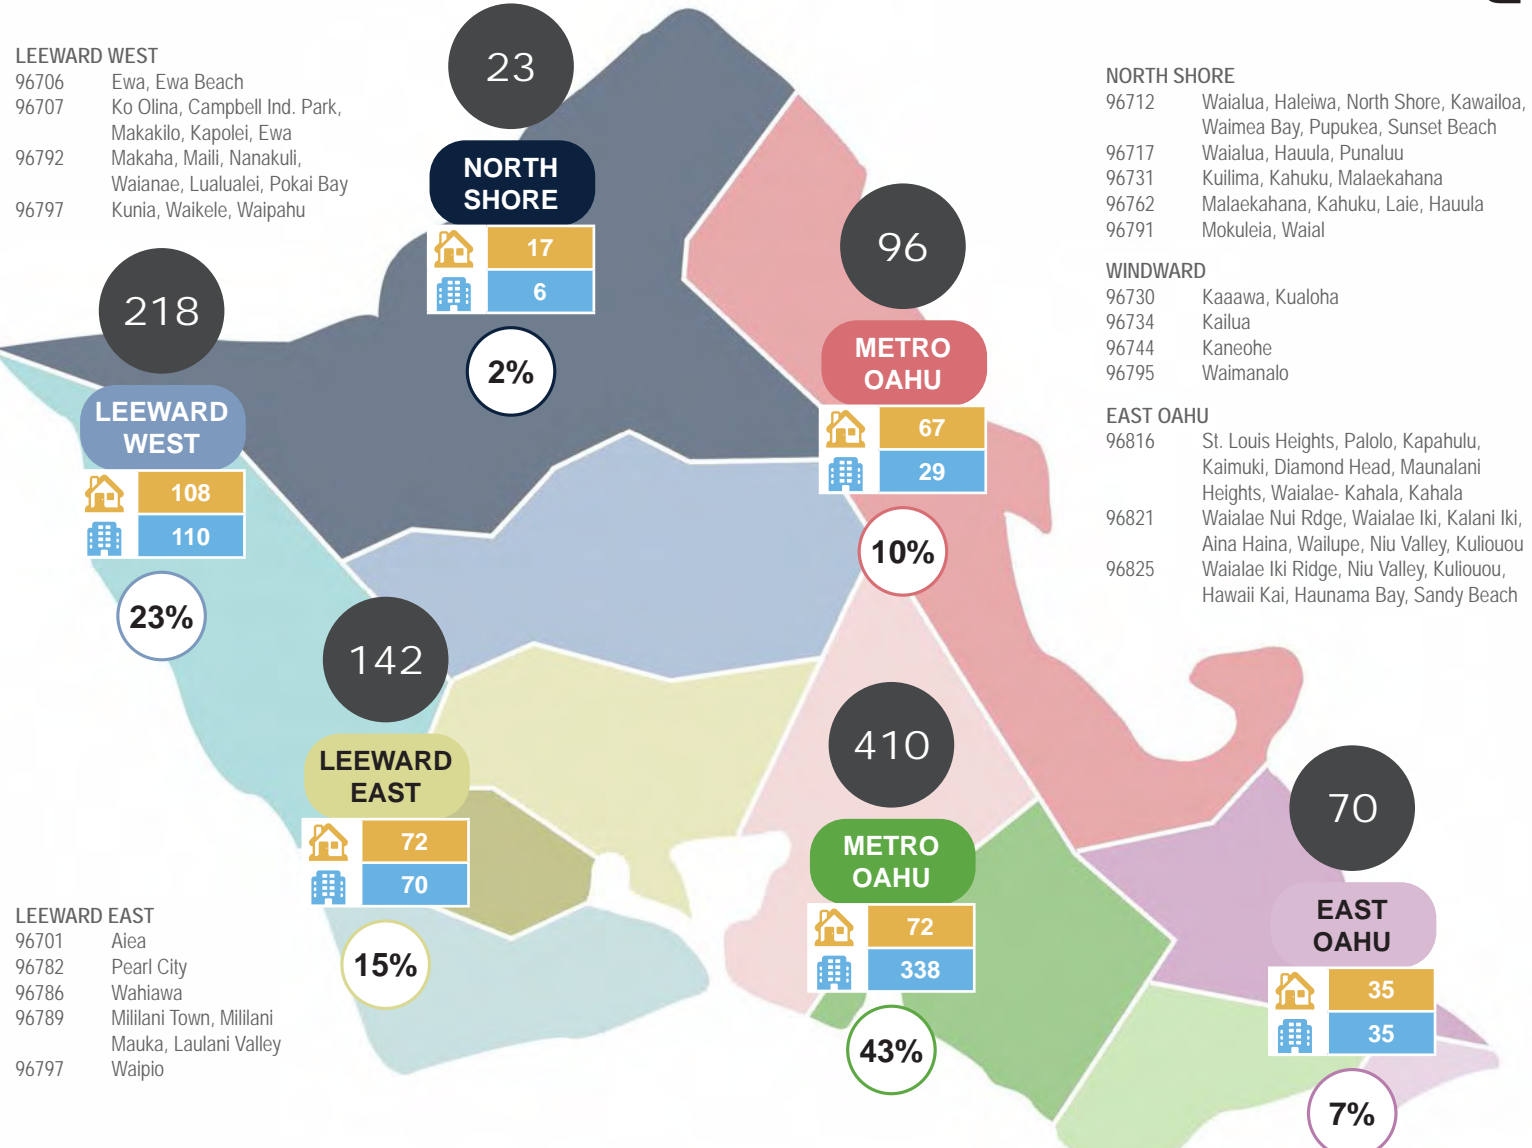 LEEWARD WEST
96706 Ewa, Ewa Beach
96707 Ko Olina, Campbell Ind. Park,
Makakilo, Kapolei, Ewa
96792 Makaha, Maili, Nanakuli,
Waianae, Lualualei, Pokai Bay
96797 Kunia, Waikele, Waipahu
23
NORTH
SHORE
17
6
2%
218
LEEWARD
WEST
108
110
23%
96
METRO
OAHU
67
29
10%
NORTH SHORE
96712 Waialua, Haleiwa, North Shore, Kawailoa,
Waimea Bay, Pupukea, Sunset Beach
96717 Waialua, Hauula, Punaluu
96731 Kuilima, Kahuku, Malaekahana
96762 Malaekahana, Kahuku, Laie, Hauula
96791 Mokuleia, Waial
WINDWARD
96730 Kaaawa, Kualoha
96734 Kailua
96744 Kaneohe
96795 Waimanalo
EAST OAHU
96816 St. Louis Heights, Palolo, Kapahulu,
Kaimuki, Diamond Head, Maunalani
Heights, Waialae- Kahala, Kahala
96821 Waialae Nui Rdge, Waialae Iki, Kalani Iki,
Aina Haina, Wailupe, Niu Valley, Kuliouou
96825 Waialae Iki Ridge, Niu Valley, Kuliouou,
Hawaii Kai, Haunama Bay, Sandy Beach
142
LEEWARD
EAST
72
70
15%
410
METRO
OAHU
72
338
43%
70
EAST
OAHU
35
35
7%
LEEWARD EAST
96701 Aiea
96782 Pearl City
96786 Wahiawa
96789 Mililani Town, Mililani
Mauka, Laulani Valley
96797 Waipio